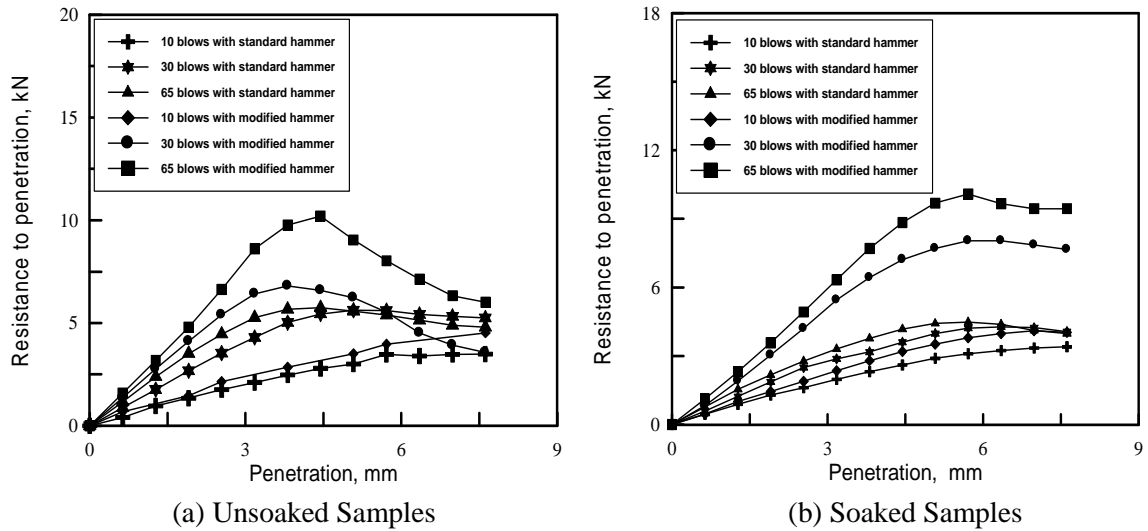 20
15
10
5
0
Resistance to penetration, kN
10 blows with standard hammer
30 blows with standard hammer
65 blows with standard hammer
10 blows with modified hammer
30 blows with modified hammer
65 blows with modified hammer
0 3 6 9
Penetration, mm
(a) Unsoaked Samples
18
12
6
0
Resistance to penetration, kN
10 blows with standard hammer
30 blows with standard hammer
65 blows with standard hammer
10 blows with modified hammer
30 blows with modified hammer
65 blows with modified hammer
0 3 6 9
Penetration, mm
(b) Soaked Samples